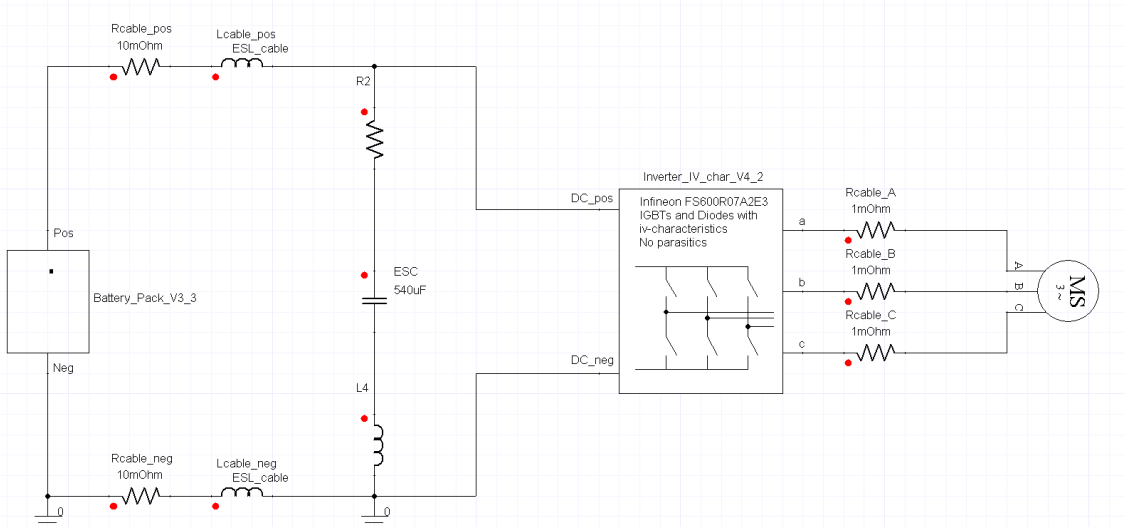 Rcable_pos
10mOhm
Lcable_pos
ESL_cable
R2
Inverter_IV_char_V4_2
DC_pos
Infineon FS600R07A2E3
IGBTs and Diodes with
iv-characteristics
No parasitics
Rcable_A
1mOhm
a
Pos
Rcable_B
1mOhm
A
ESC
540uF
b
B
MS
3 ~
Battery_Pack_V3_3
C
Rcable_C
1mOhm
c
DC_neg
Neg
L4
Rcable_neg
10mOhm
Lcable_neg
ESL_cable
0
0